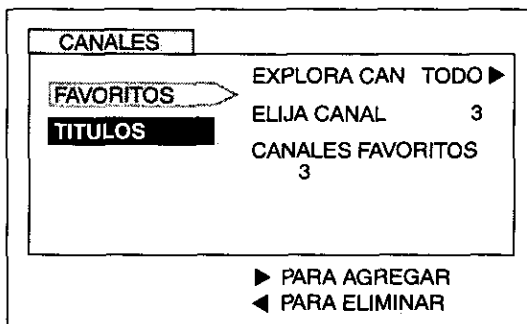 CANALES
FAVORITOS
TITULOS
EXPLORA CAN TODO ▶
ELIJA CANAL 3
CANALES FAVORITOS
3
▶ PARA AGREGAR
◀ PARA ELIMINAR